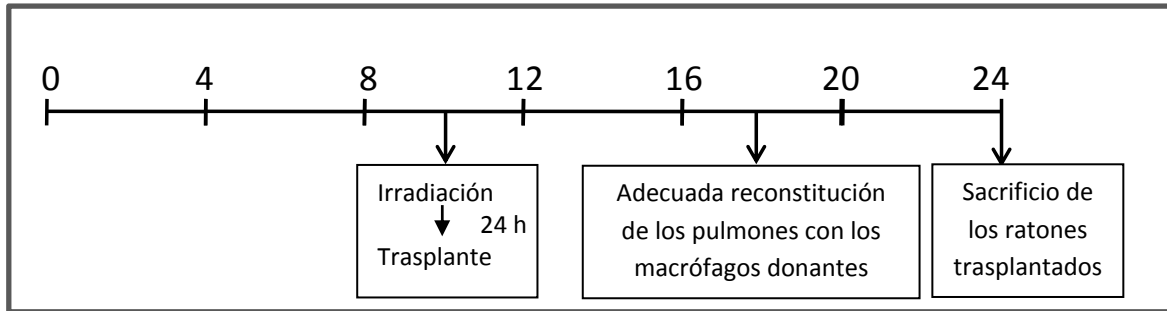 0 4 8 12 16 20 24
Irradiación
24 h
Trasplante
Adecuada reconstitución
de los pulmones con los
macrófagos donantes
Sacrificio de
los ratones
trasplantados